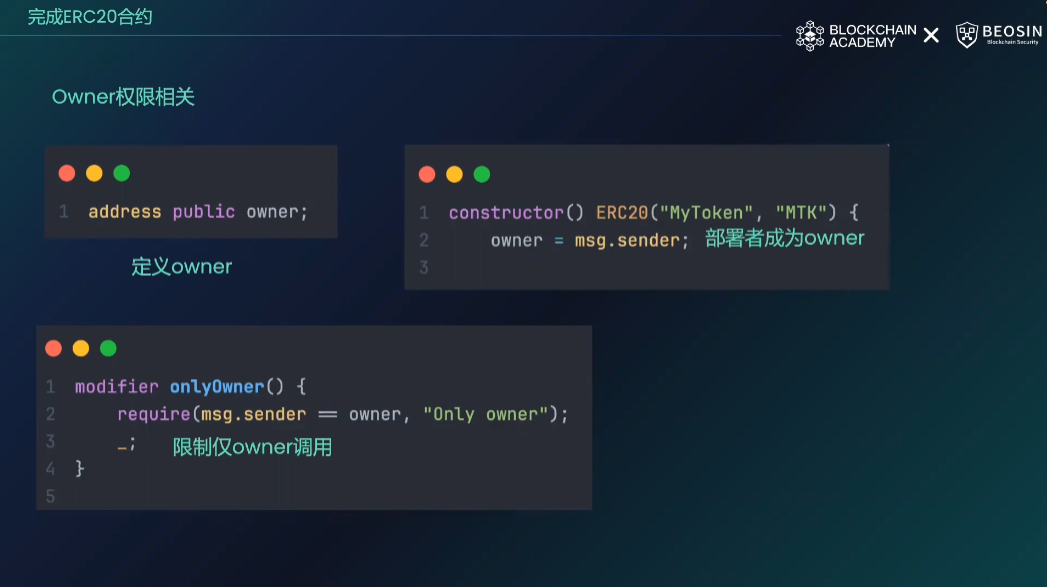 完成ERC20合约
BLOCKCHAIN
ACADEMY
BEOSIN
Blockchain Security
Owner权限相关
1 address public owner;
定义owner
1 constructor() ERC20("MyToken", "MTK") {
2 owner = msg.sender; 部署者成为owner
3
1 modifier onlyOwner() {
2 require(msg.sender == owner, "Only owner");
3 _; 限制仅owner调用
4 }
5